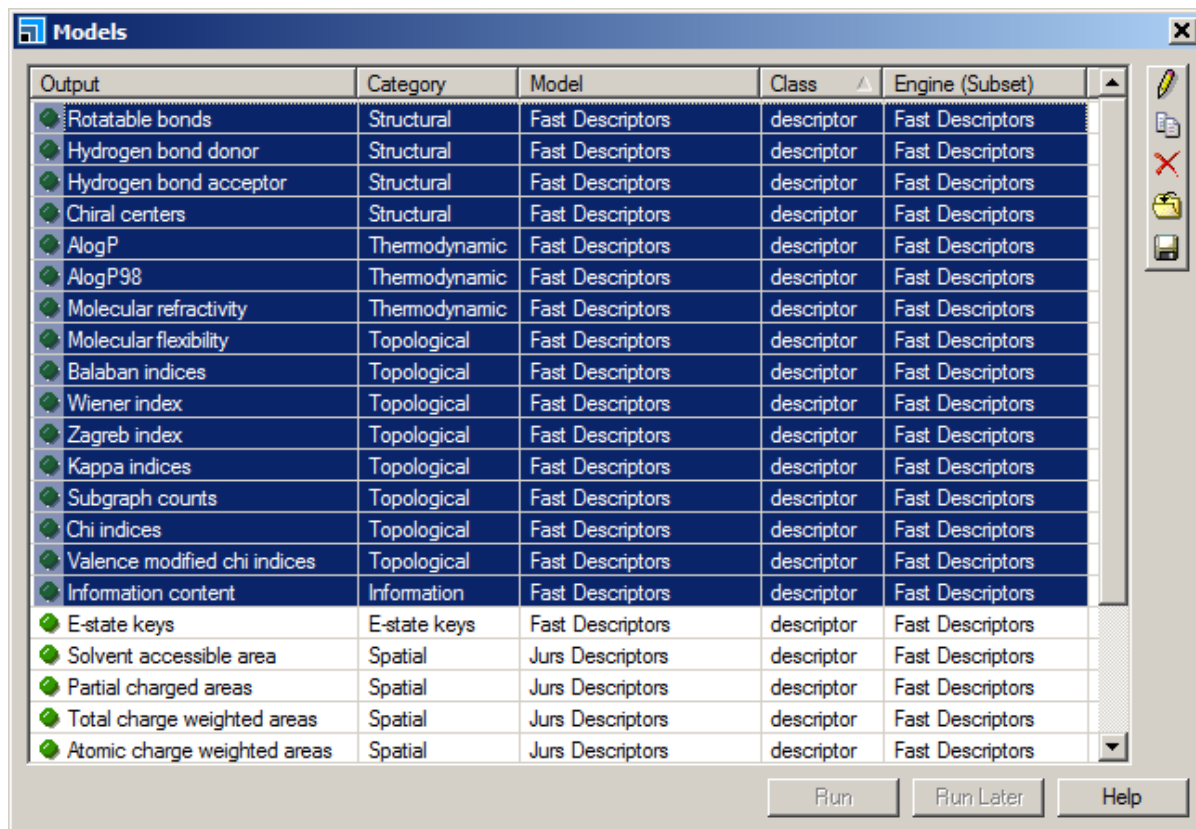 Models
Output Category Model Class Engine (Subset)
Rotatable bonds Structural Fast Descriptors descriptor Fast Descriptors
Hydrogen bond donor Structural Fast Descriptors descriptor Fast Descriptors
Hydrogen bond acceptor Structural Fast Descriptors descriptor Fast Descriptors
Chiral centers Structural Fast Descriptors descriptor Fast Descriptors
AlogP Thermodynamic Fast Descriptors descriptor Fast Descriptors
AlogP98 Thermodynamic Fast Descriptors descriptor Fast Descriptors
Molecular refractivity Thermodynamic Fast Descriptors descriptor Fast Descriptors
Molecular flexibility Topological Fast Descriptors descriptor Fast Descriptors
Balaban indices Topological Fast Descriptors descriptor Fast Descriptors
Wiener index Topological Fast Descriptors descriptor Fast Descriptors
Zagreb index Topological Fast Descriptors descriptor Fast Descriptors
Kappa indices Topological Fast Descriptors descriptor Fast Descriptors
Subgraph counts Topological Fast Descriptors descriptor Fast Descriptors
Chi indices Topological Fast Descriptors descriptor Fast Descriptors
Valence modified chi indices Topological Fast Descriptors descriptor Fast Descriptors
Information content Information Fast Descriptors descriptor Fast Descriptors
E-state keys E-state keys Fast Descriptors descriptor Fast Descriptors
Solvent accessible area Spatial Jurs Descriptors descriptor Fast Descriptors
Partial charged areas Spatial Jurs Descriptors descriptor Fast Descriptors
Total charge weighted areas Spatial Jurs Descriptors descriptor Fast Descriptors
Atomic charge weighted areas Spatial Jurs Descriptors descriptor Fast Descriptors
Run Run Later Help